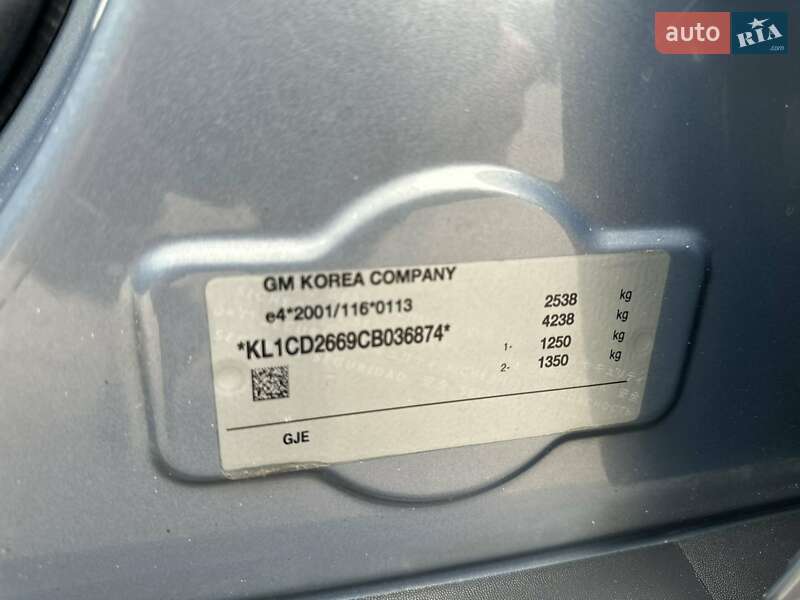 auto RIA.com
GM KOREA COMPANY
e4*2001/116*0113
*KL1CD2669CB036874*
2538 kg
4238 kg
1- 1250 kg
2- 1350 kg
GJE